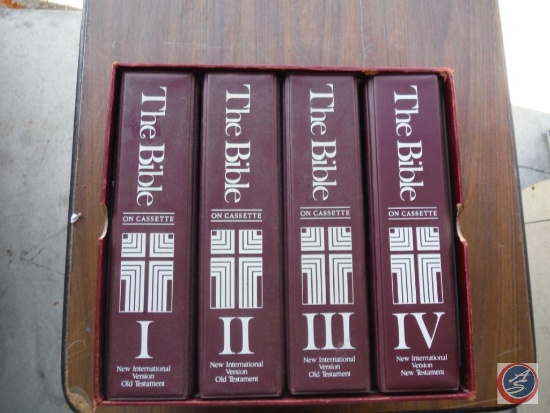 The Bible
ON CASSETTE
I
New International
Version
Old Testament
The Bible
ON CASSETTE
II
New International
Version
Old Testament
The Bible
ON CASSETTE
III
New International
Version
Old Testament
The Bible
ON CASSETTE
IV
New International
Version
New Testament